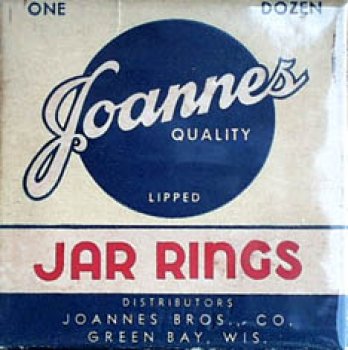 ONE DOZEN
Joannes
QUALITY
LIPPED
JAR RINGS
DISTRIBUTORS
JOANNES BROS., CO.
GREEN BAY, WIS.